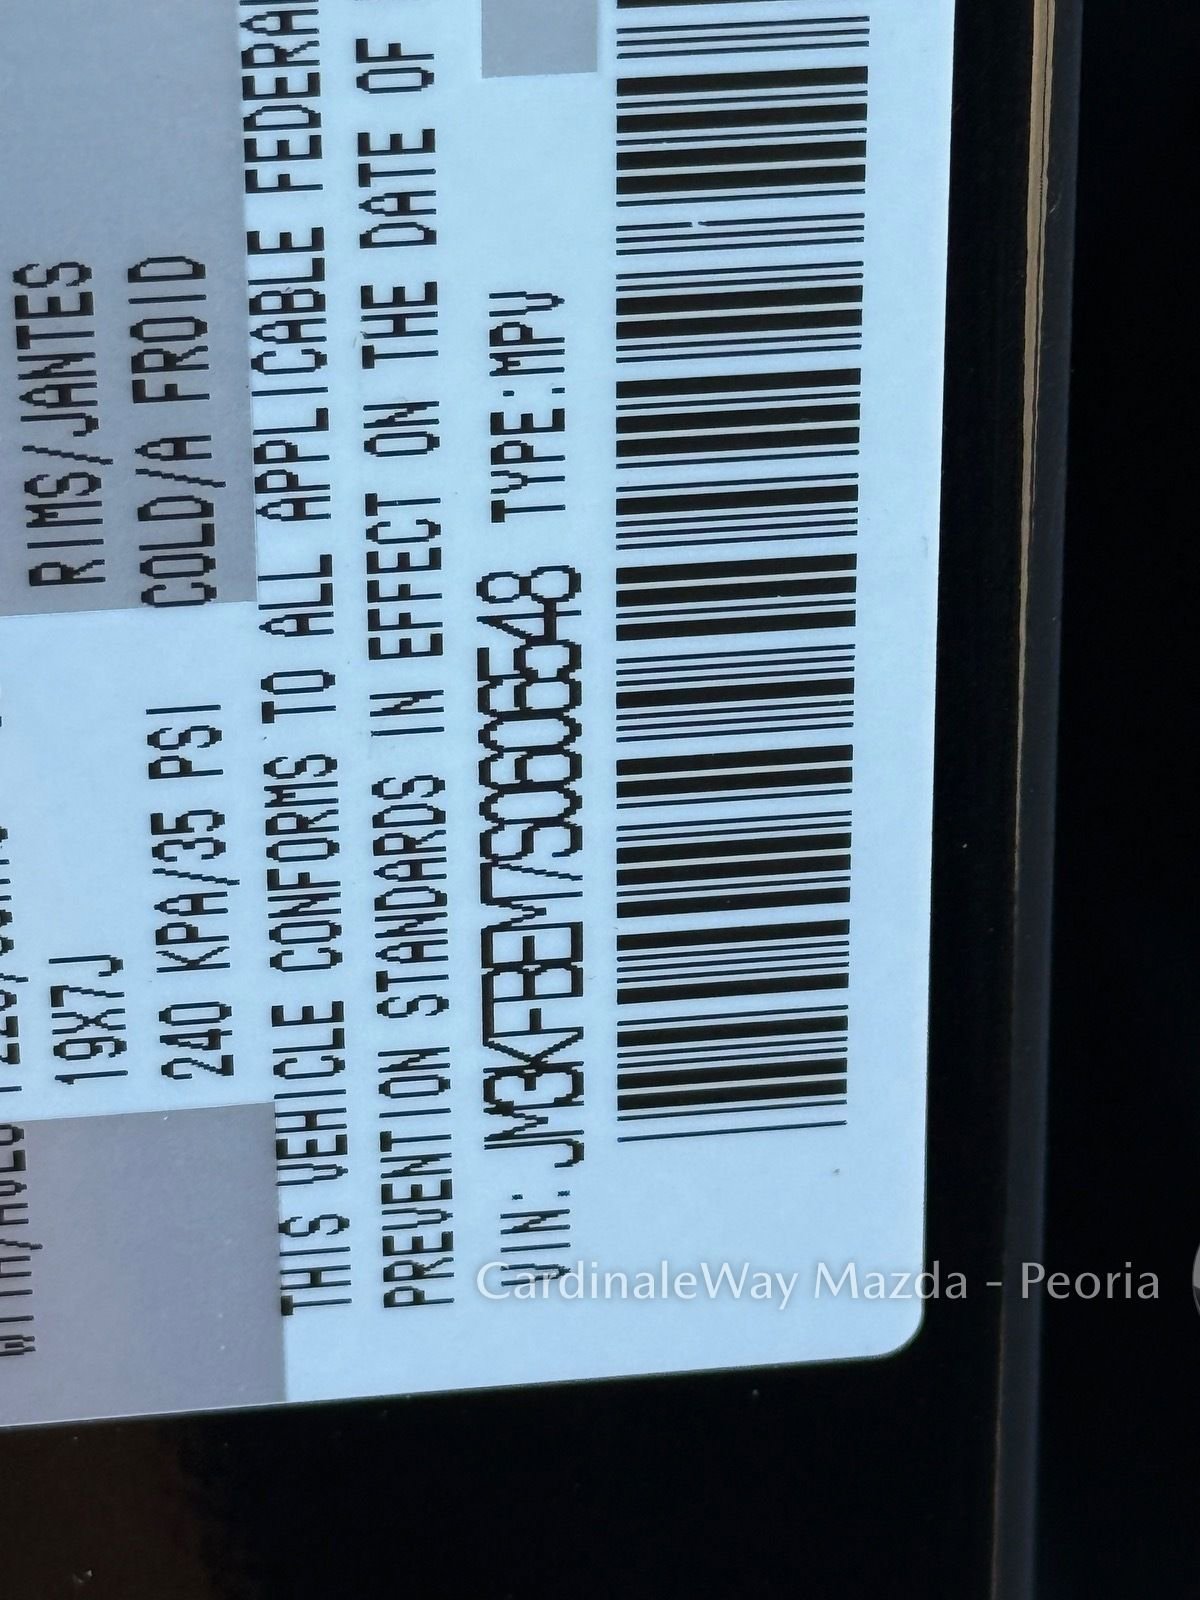 RIMS/JANTES
19X7J
COLD/A FROID
240 KPA/35 PSI
THIS VEHICLE CONFORMS TO ALL APPLICABLE
PREVENTION STANDARDS IN EFFECT ON THE DATE OF
VIN: JM3KFBEM7S0606548 TYPE:MPV
CardinaleWay Mazda - Peoria